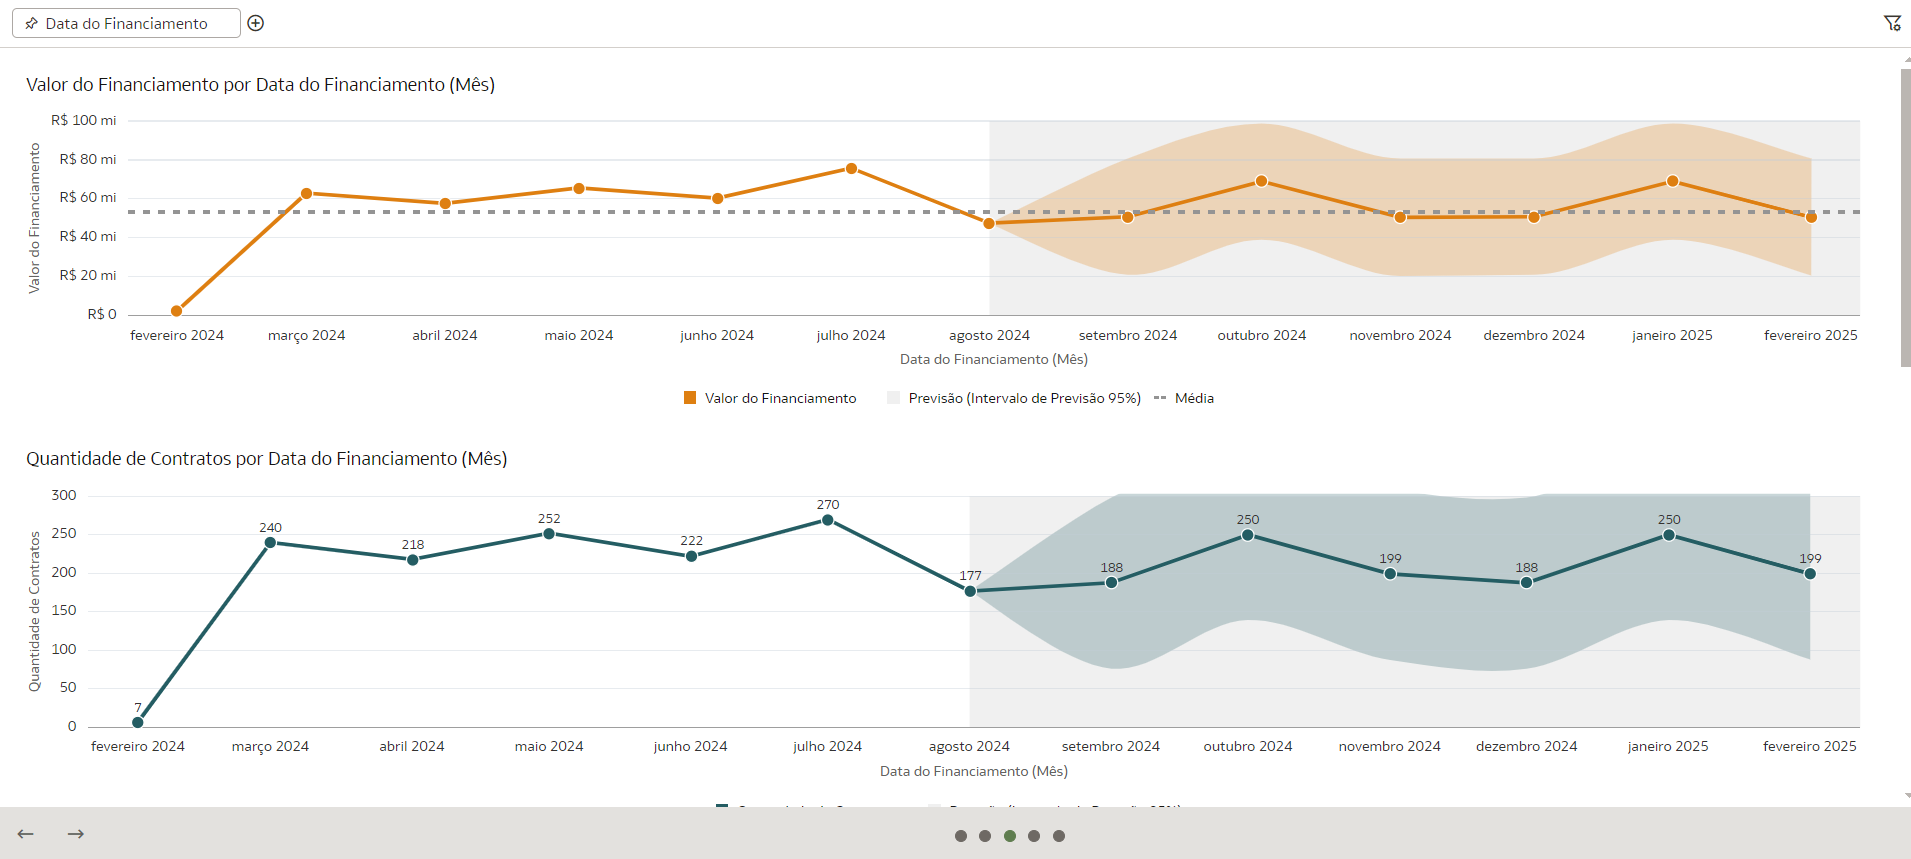 Data do Financiamento
Valor do Financiamento por Data do Financiamento (Mês)
Valor do Financiamento
R$ 100 mi
R$ 80 mi
R$ 60 mi
R$ 40 mi
R$ 20 mi
R$ 0
fevereiro 2024 março 2024 abril 2024 maio 2024 junho 2024 julho 2024 agosto 2024 setembro 2024 outubro 2024 novembro 2024 dezembro 2024 janeiro 2025 fevereiro 2025
Data do Financiamento (Mês)
Valor do Financiamento Previsão (Intervalo de Previsão 95%) Média
Quantidade de Contratos por Data do Financiamento (Mês)
Quantidade de Contratos
300
250
200
150
100
50
0
7 240 218 252 222 270 177 188 250 199 188 250 199
fevereiro 2024 março 2024 abril 2024 maio 2024 junho 2024 julho 2024 agosto 2024 setembro 2024 outubro 2024 novembro 2024 dezembro 2024 janeiro 2025 fevereiro 2025
Data do Financiamento (Mês)